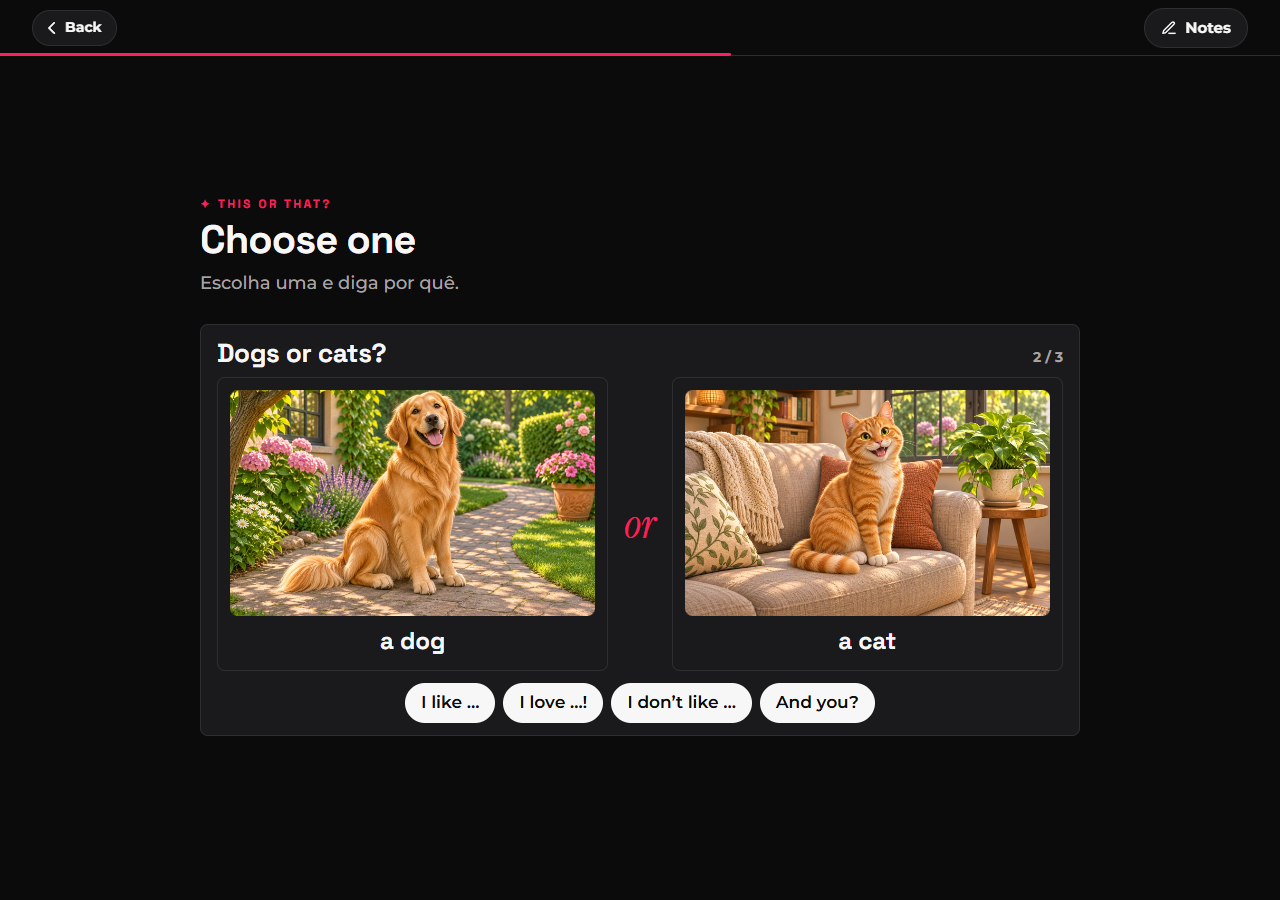 Back
Notes
✦ THIS OR THAT?
Choose one
Escolha uma e diga por quê.
Dogs or cats?
2 / 3
or
a dog
a cat
I like ...
I love ...!
I don’t like ...
And you?